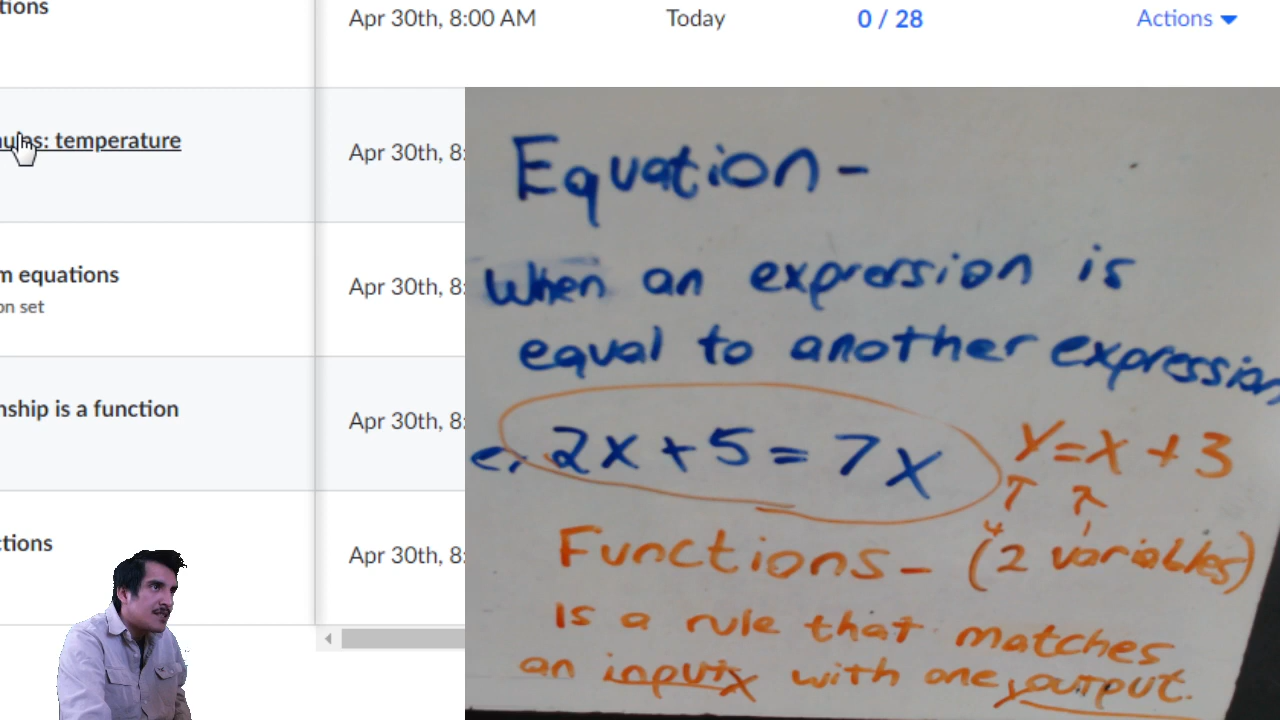 tions
Apr 30th, 8:00 AM Today 0 / 28 Actions
: temperature
Apr 30th, 8:
m equations
on set
Apr 30th, 8:
nship is a function
Apr 30th, 8:
ctions
Apr 30th, 8:
Equation -
When an expression is
equal to another expression
e. 2x + 5 = 7x
y = x + 3
Functions - (2 variables)
Is a rule that matches
an input x with one y output.